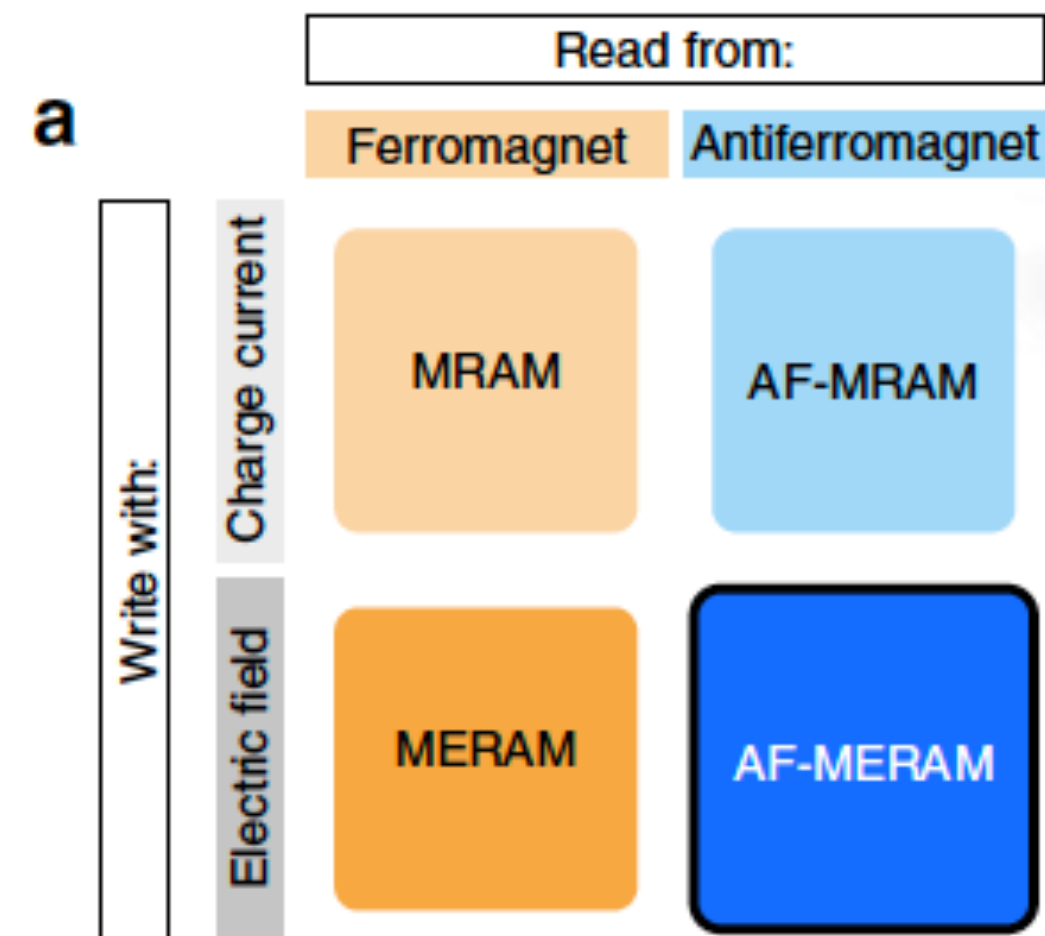 a
Read from:
Ferromagnet
Antiferromagnet
Write with:
Charge current
MRAM
AF-MRAM
Electric field
MERAM
AF-MERAM